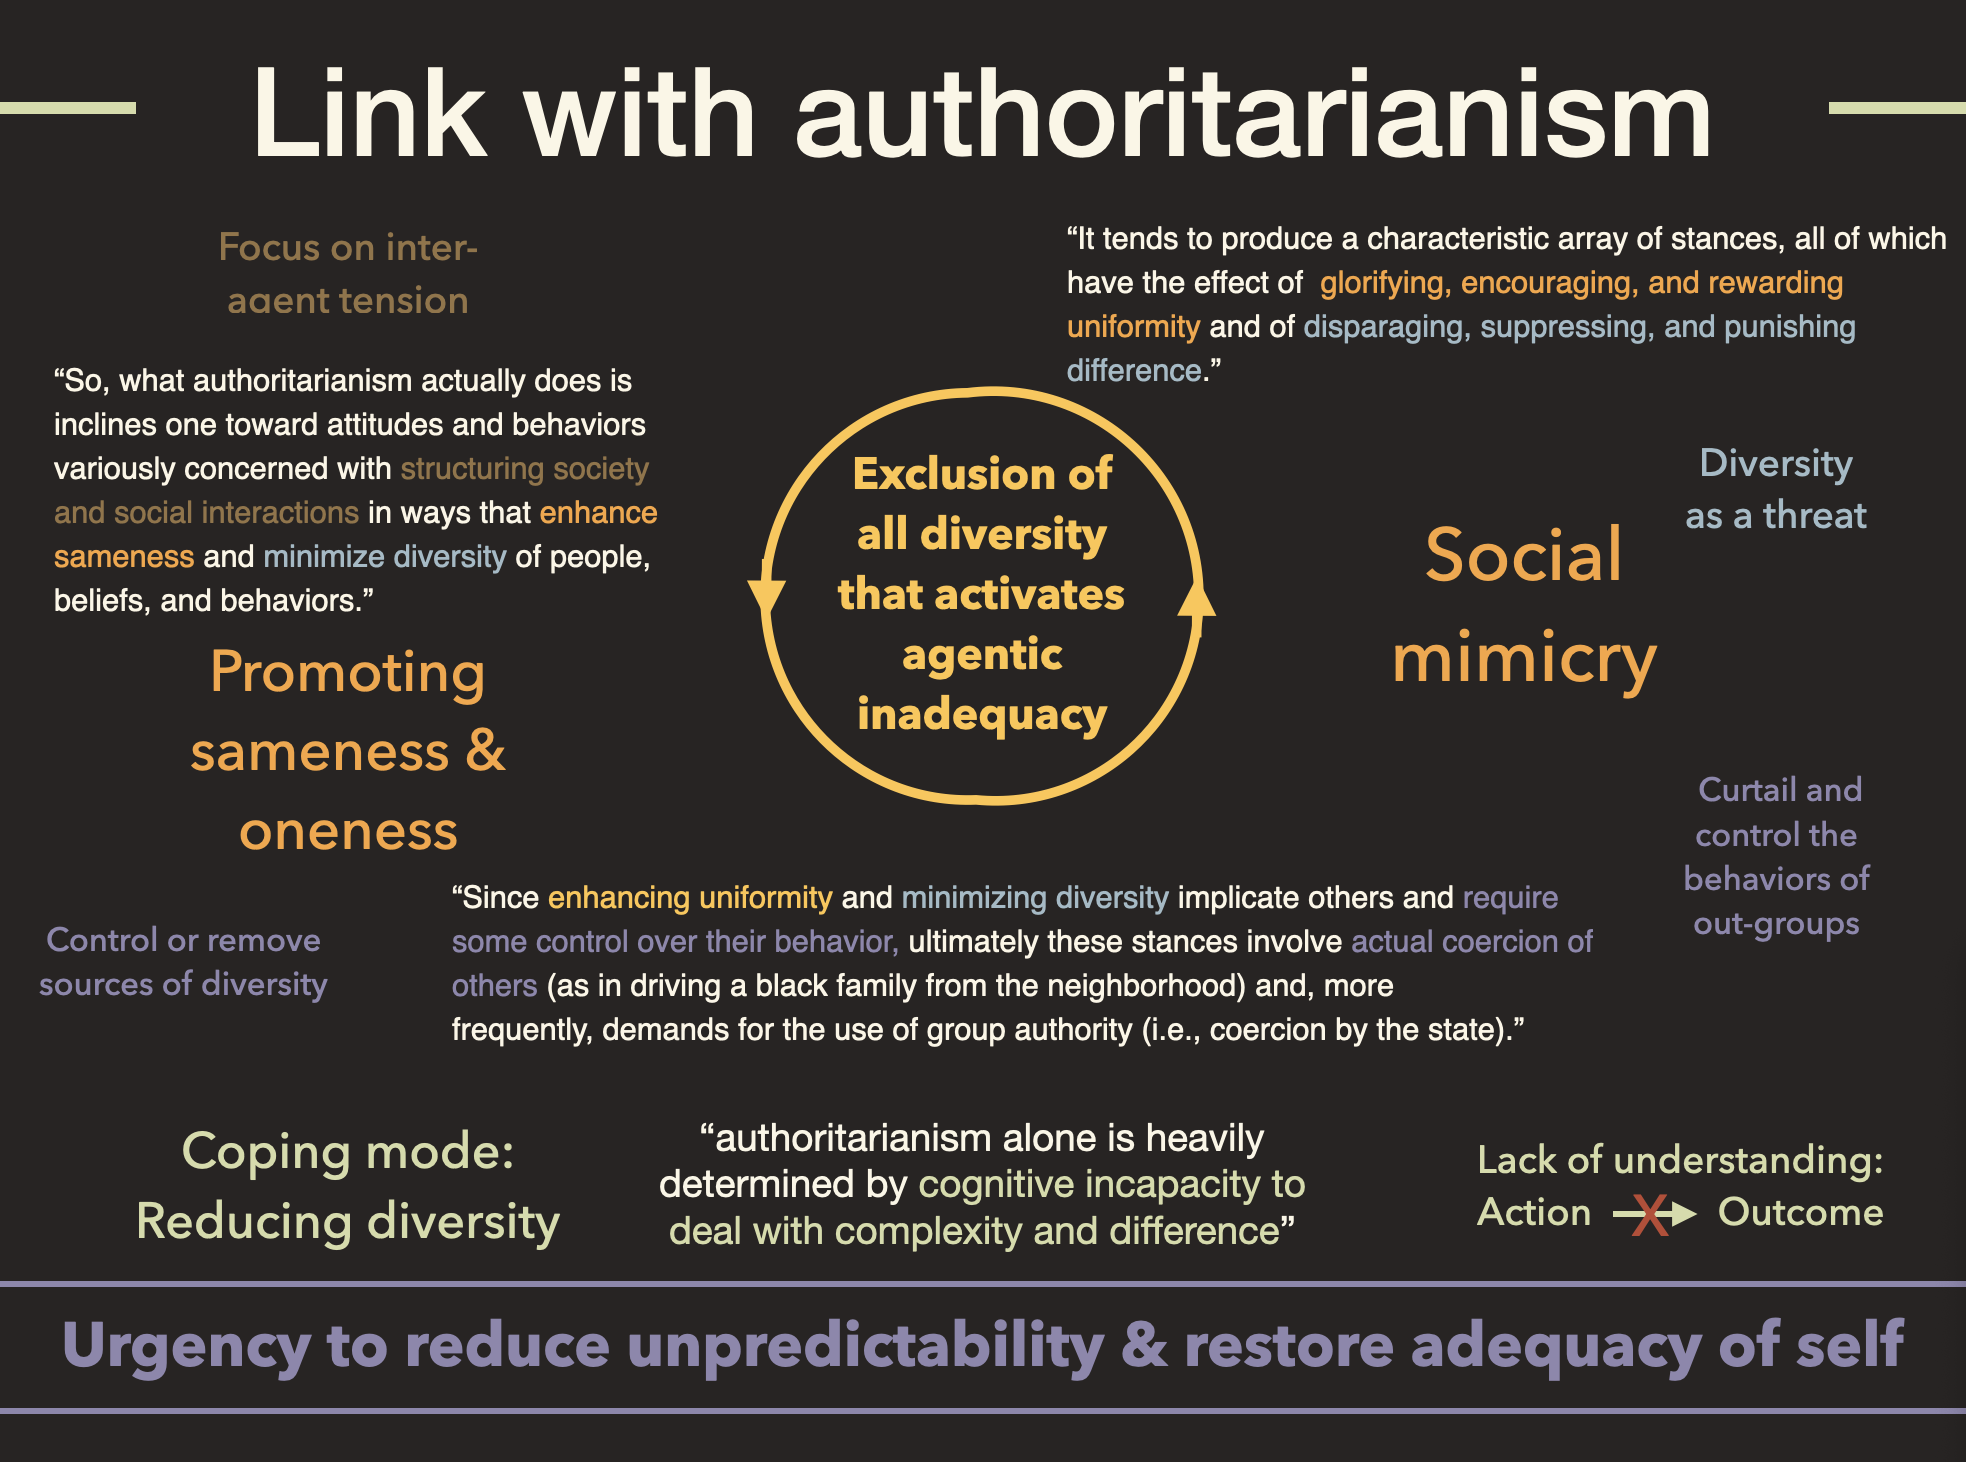 Link with authoritarianism
Focus on inter-
agent tension
“So, what authoritarianism actually does is
inclines one toward attitudes and behaviors
variously concerned with structuring society
and social interactions in ways that enhance
sameness and minimize diversity of people,
beliefs, and behaviors.”
Promoting
sameness &
oneness
“It tends to produce a characteristic array of stances, all of which
have the effect of glorifying, encouraging, and rewarding
uniformity and of disparaging, suppressing, and punishing
difference.”
Exclusion of
all diversity
that activates
agentic
inadequacy
Diversity
as a threat
Social
mimicry
Curtail and
control the
behaviors of
out-groups
Control or remove
sources of diversity
“Since enhancing uniformity and minimizing diversity implicate others and require
some control over their behavior, ultimately these stances involve actual coercion of
others (as in driving a black family from the neighborhood) and, more
frequently, demands for the use of group authority (i.e., coercion by the state).”
Coping mode:
Reducing diversity
“authoritarianism alone is heavily
determined by cognitive incapacity to
deal with complexity and difference”
Lack of understanding:
Action X Outcome
Urgency to reduce unpredictability & restore adequacy of self